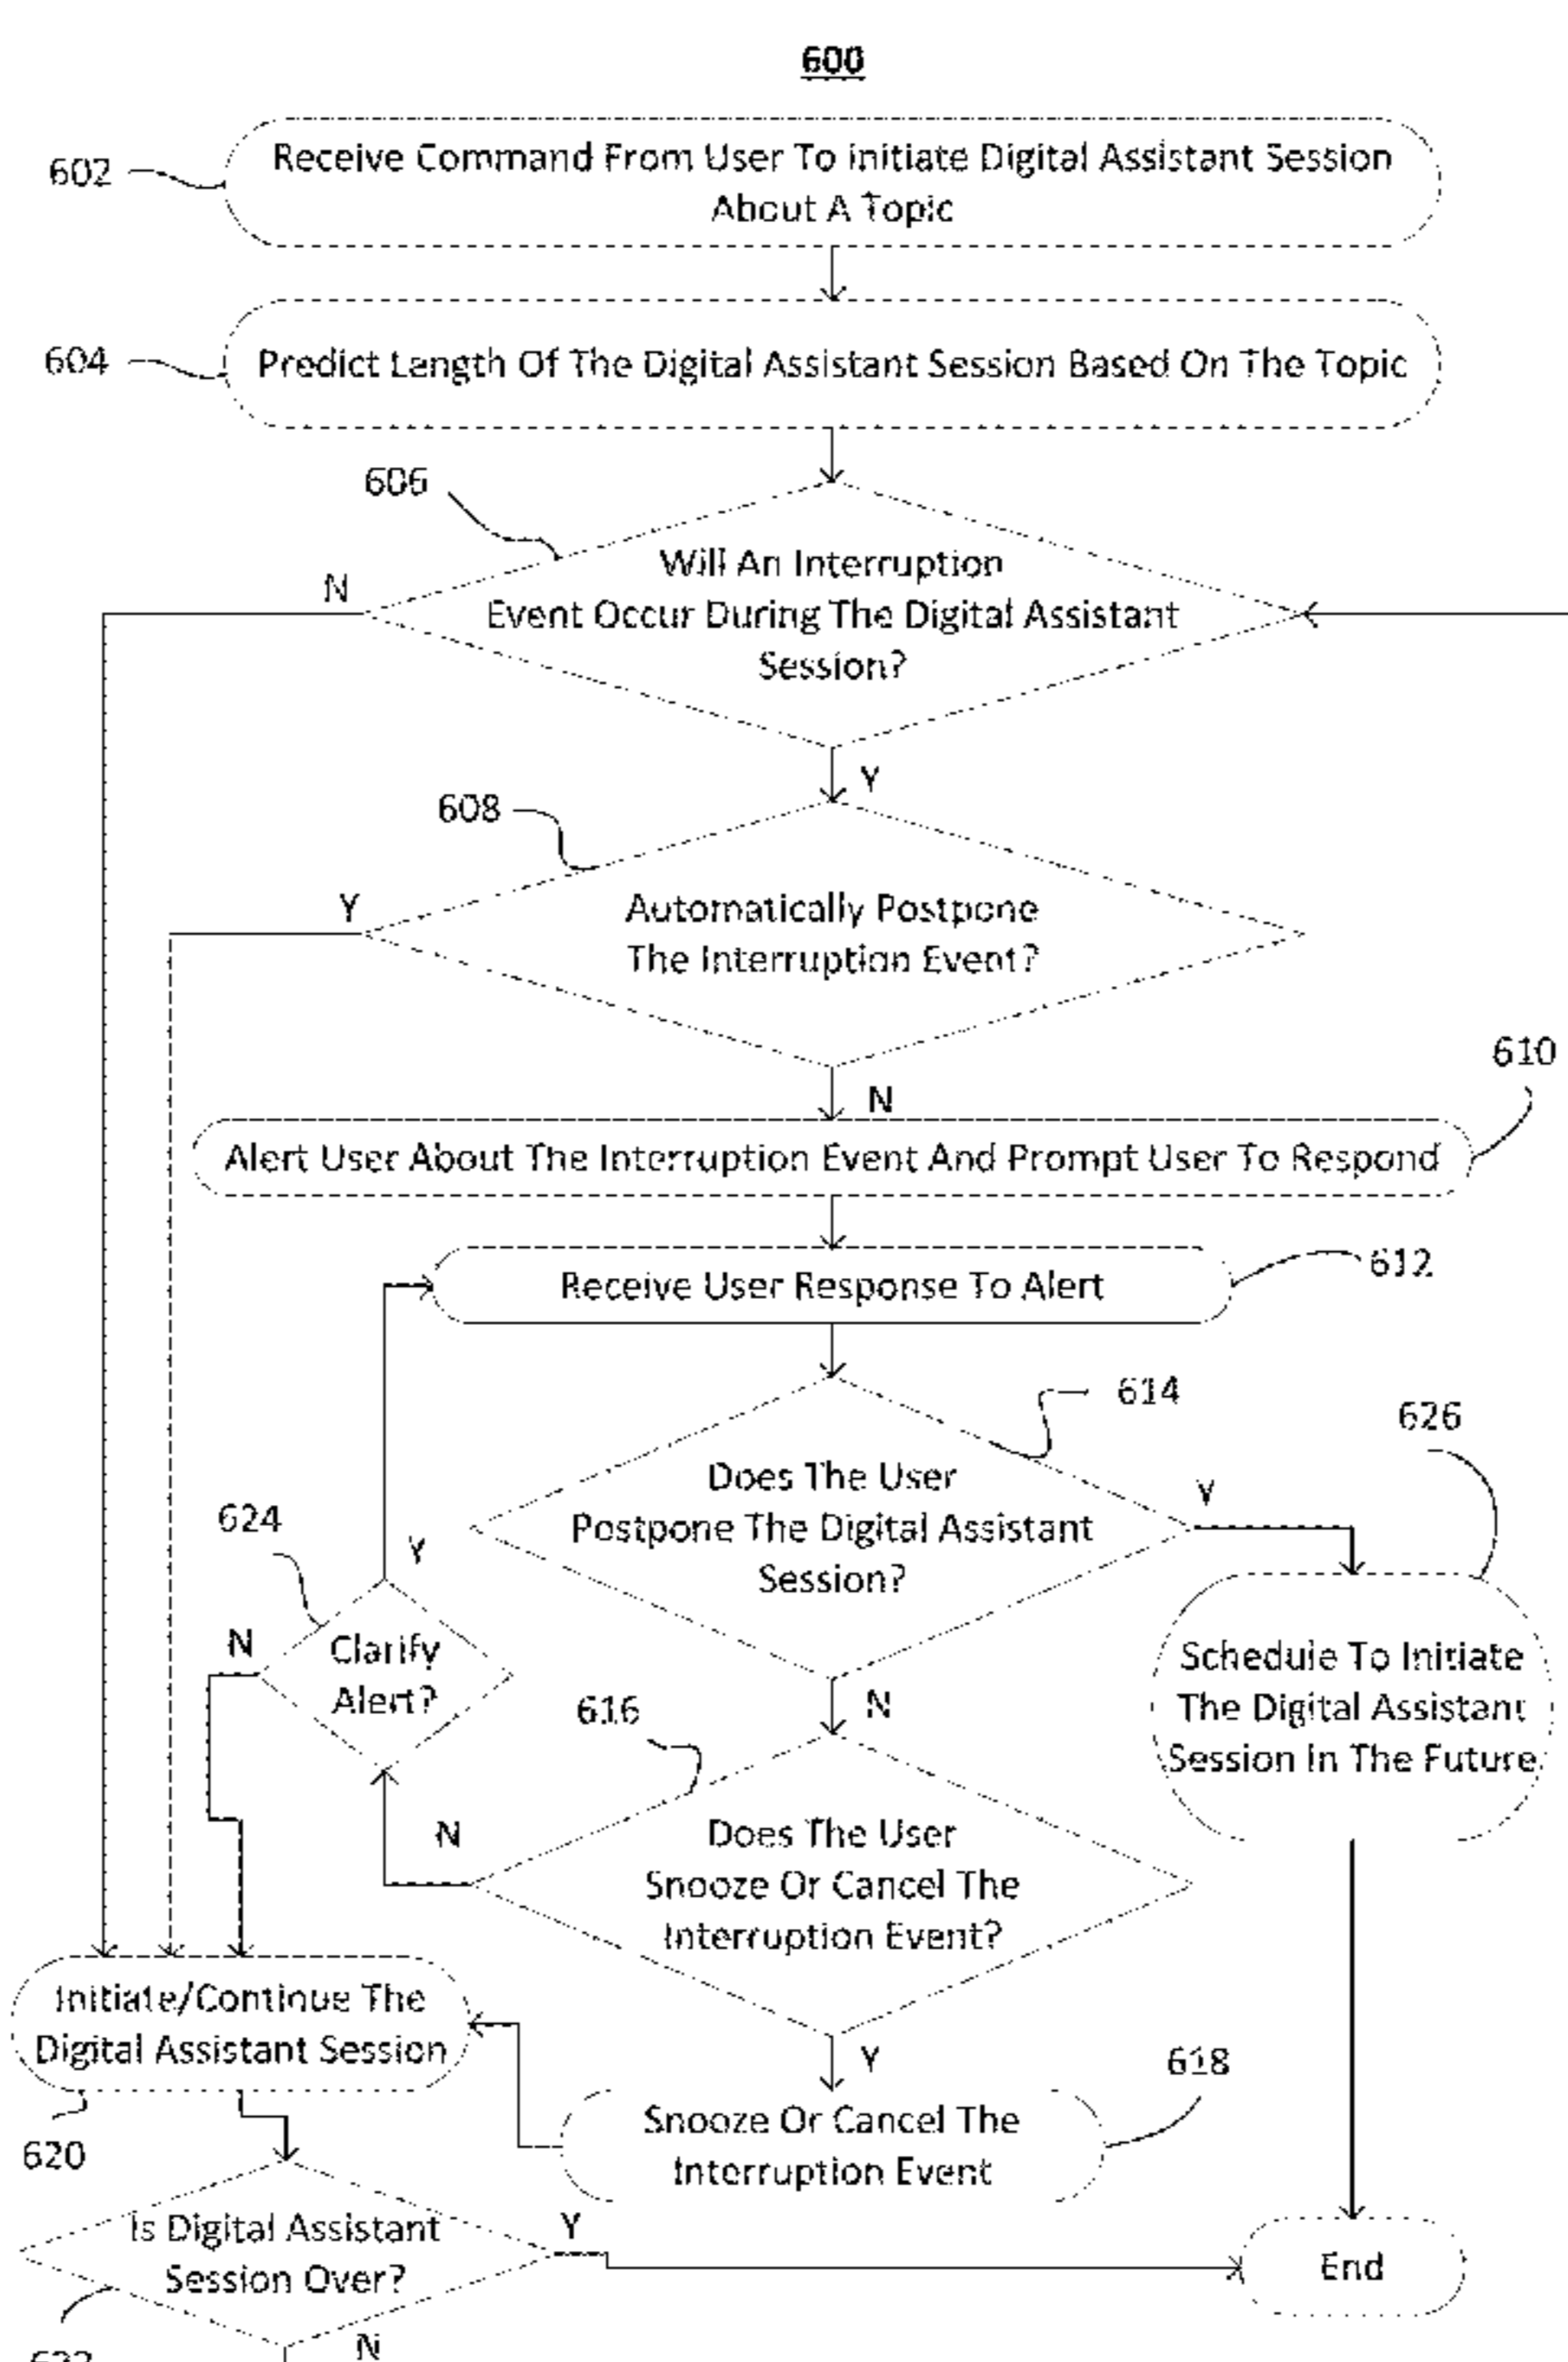 600
602
Receive Command From User To Initiate Digital Assistant Session
About A Topic
604
Predict Length Of The Digital Assistant Session Based On The Topic
606
Will An Interruption
Event Occur During The Digital Assistant
Session?
N
Y
608
Automatically Postpone
The Interruption Event?
Y
N
610
Alert User About The Interruption Event And Prompt User To Respond
612
Receive User Response To Alert
614
Does The User
Postpone The Digital Assistant
Session?
Y
N
626
Schedule To Initiate
The Digital Assistant
Session In The Future
624
Clarify
Alert?
Y
N
616
Does The User
Snooze Or Cancel The
Interruption Event?
N
Y
618
Snooze Or Cancel The
Interruption Event
Initiate/Continue The
Digital Assistant Session
620
Is Digital Assistant
Session Over?
Y
N
End